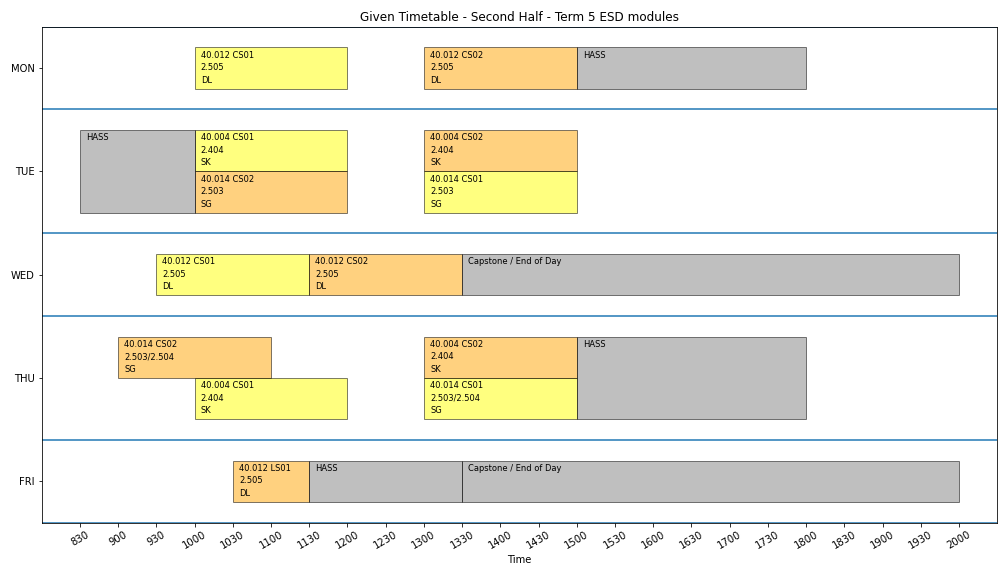 Given Timetable - Second Half - Term 5 ESD modules
MON
40.012 CS01
2.505
DL
40.012 CS02
2.505
DL
HASS
TUE
HASS
40.004 CS01
2.404
SK
40.014 CS02
2.503
SG
40.004 CS02
2.404
SK
40.014 CS01
2.503
SG
WED
40.012 CS01
2.505
DL
40.012 CS02
2.505
DL
Capstone / End of Day
THU
40.014 CS02
2.503/2.504
SG
40.004 CS01
2.404
SK
40.004 CS02
2.404
SK
40.014 CS01
2.503/2.504
SG
HASS
FRI
40.012 LS01
2.505
DL
HASS
Capstone / End of Day
830 900 930 1000 1030 1100 1130 1200 1230 1300 1330 1400 1430 1500 1600 1630 1700 1730 1800 1830 1900 1930 2000
Time